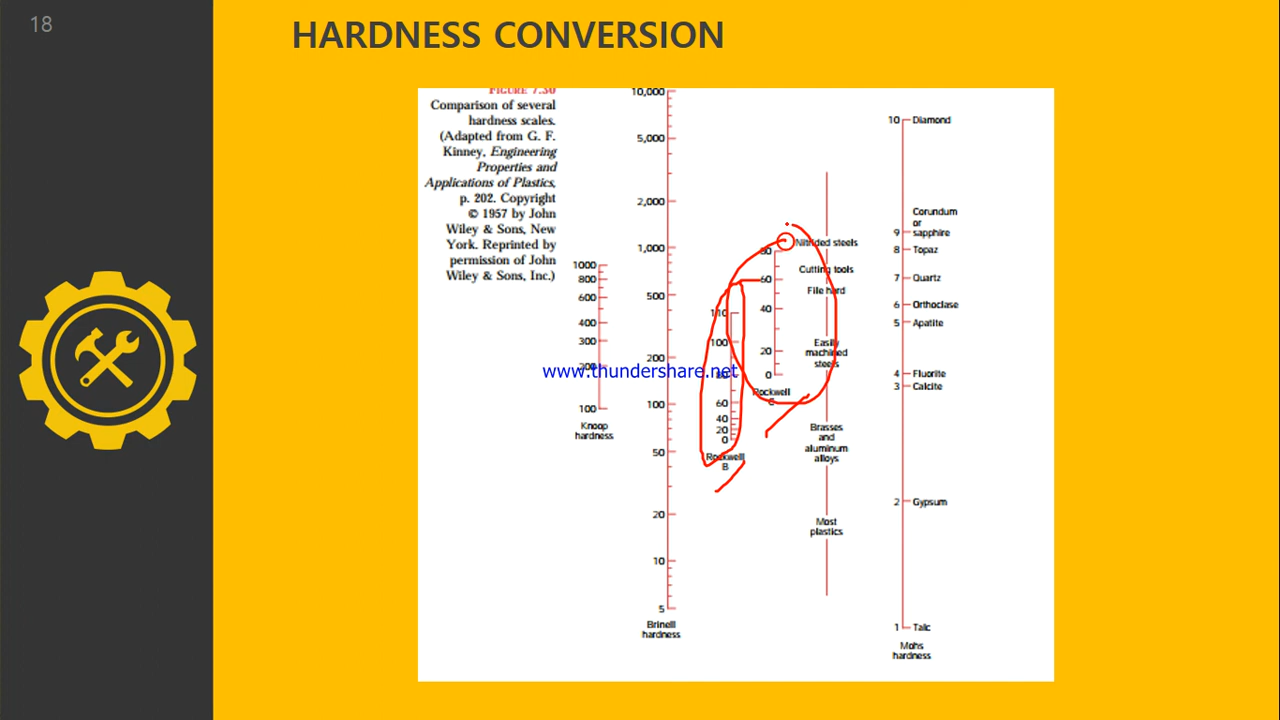 18
HARDNESS CONVERSION
FIGURE 7.30
Comparison of several
hardness scales.
(Adapted from G. F.
Kinney, Engineering
Properties and
Applications of Plastics,
p. 202. Copyright
© 1957 by John
Wiley & Sons, New
York. Reprinted by
permission of John
Wiley & Sons, Inc.)
1000
800
600
400
300
200
100
Knoop
hardness
10,000
5,000
2,000
1,000
500
200
100
50
20
10
5
Brinell
hardness
110
100
80
60
40
20
0
Rockwell
B
80
60
40
20
0
Rockwell
C
Nitrided steels
Cutting tools
File hard
Easily
machined
steels
Brasses
and
aluminum
alloys
Most
plastics
10 Diamond
Corundum
or
9 sapphire
8 Topaz
7 Quartz
6 Orthoclase
5 Apatite
4 Fluorite
3 Calcite
2 Gypsum
1 Talc
Mohs
hardness
www.thundershare.net